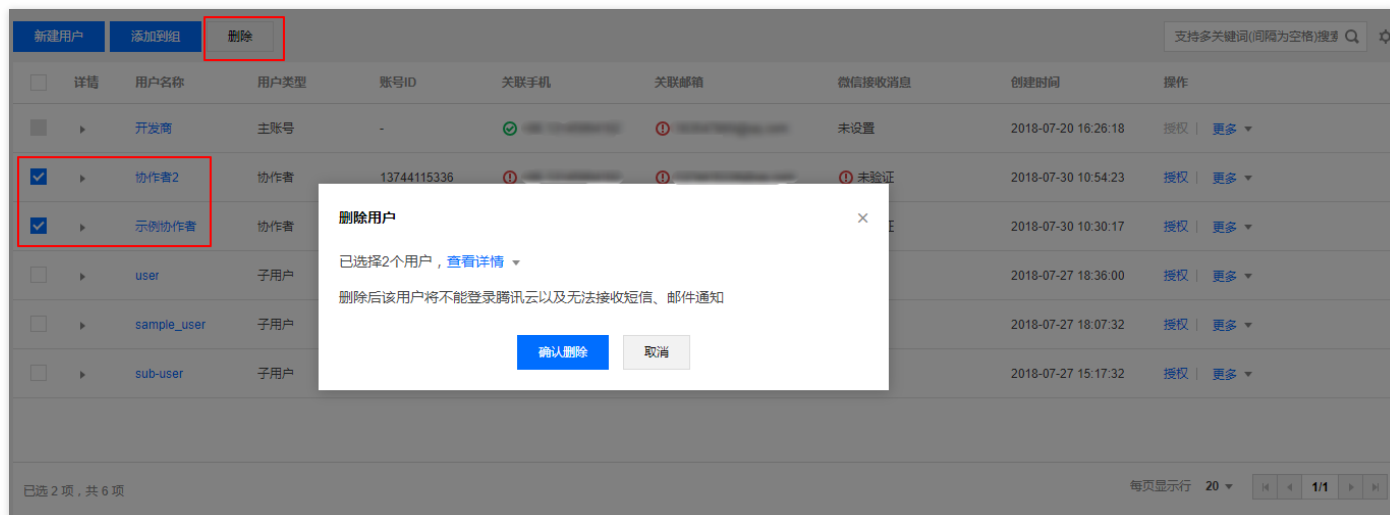 新建用户 添加到组 删除 支持多关键词(间隔为空格)搜索
详情 用户名称 用户类型 账号ID 关联手机 关联邮箱 微信接收消息 创建时间 操作
开发商 主账号 - 未设置 2018-07-20 16:26:18 授权 更多
协作者2 协作者 13744115336 未验证 2018-07-30 10:54:23 授权 更多
示例协作者 协作者 2018-07-30 10:30:17 授权 更多
删除用户
已选择2个用户，查看详情
user 子用户 2018-07-27 18:36:00 授权 更多
删除后该用户将不能登录腾讯云以及无法接收短信、邮件通知
sample_user 子用户 2018-07-27 18:07:32 授权 更多
确认删除 取消
sub-user 子用户 2018-07-27 15:17:32 授权 更多
已选 2 项，共 6 项 每页显示行 20 1/1